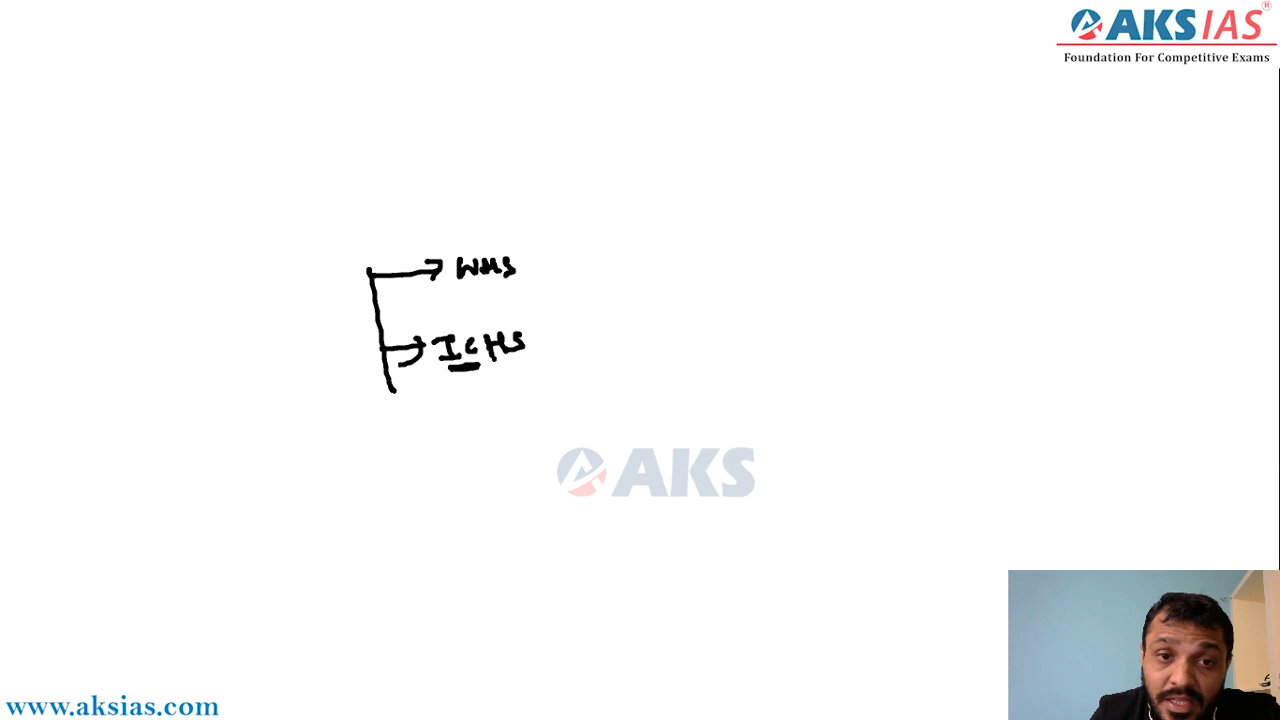 AKS IAS®
Foundation For Competitive Exams
WHS
ICHS
AKS
www.aksias.com